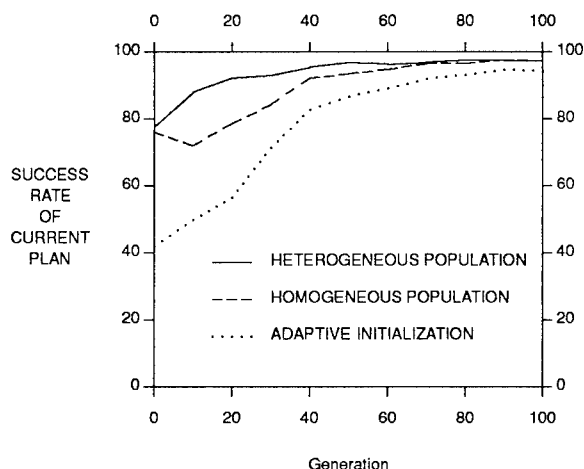 0 20 40 60 80 100
100 100
80 80
60 60
40 40
20 20
0 0
SUCCESS
RATE
OF
CURRENT
PLAN
HETEROGENEOUS POPULATION
HOMOGENEOUS POPULATION
ADAPTIVE INITIALIZATION
0 20 40 60 80 100
Generation